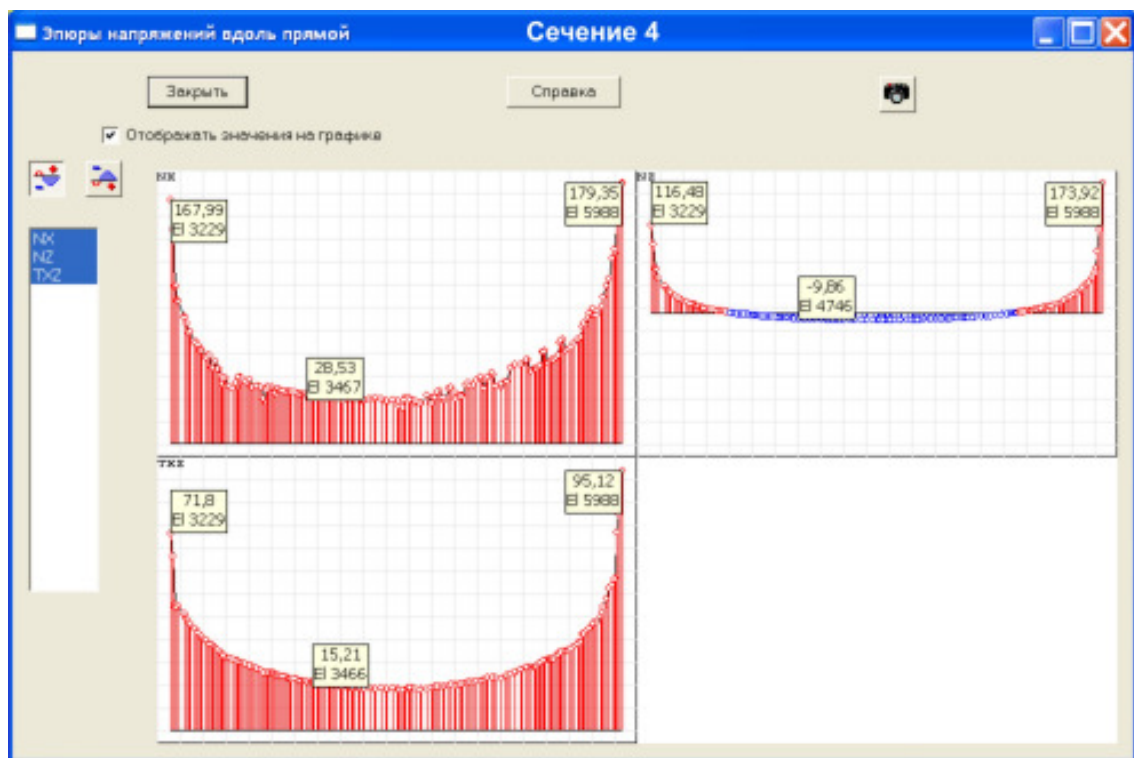 Эпюры напряжений вдоль прямой
Сечение 4
Закрыть
Справка
Отображать значения на графике
NX
NZ
TXZ
NX
167,99
El 3229
179,35
El 5988
28,53
El 3467
NZ
116,48
El 3229
173,92
El 5988
-9,86
El 4746
TXZ
71,8
El 3229
95,12
El 5988
15,21
El 3466